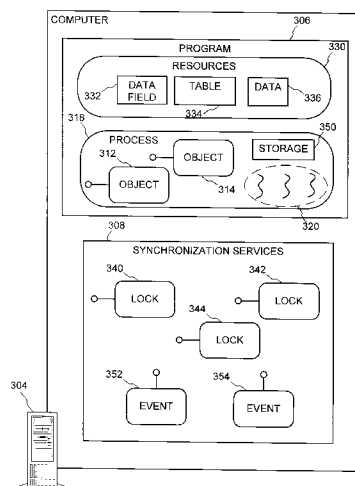 COMPUTER
306
PROGRAM
330
RESOURCES
332
DATA FIELD
TABLE
334
DATA
336
318
PROCESS
312
OBJECT
OBJECT
314
350
STORAGE
320
308
SYNCHRONIZATION SERVICES
340
LOCK
342
LOCK
344
LOCK
352
EVENT
354
EVENT
304